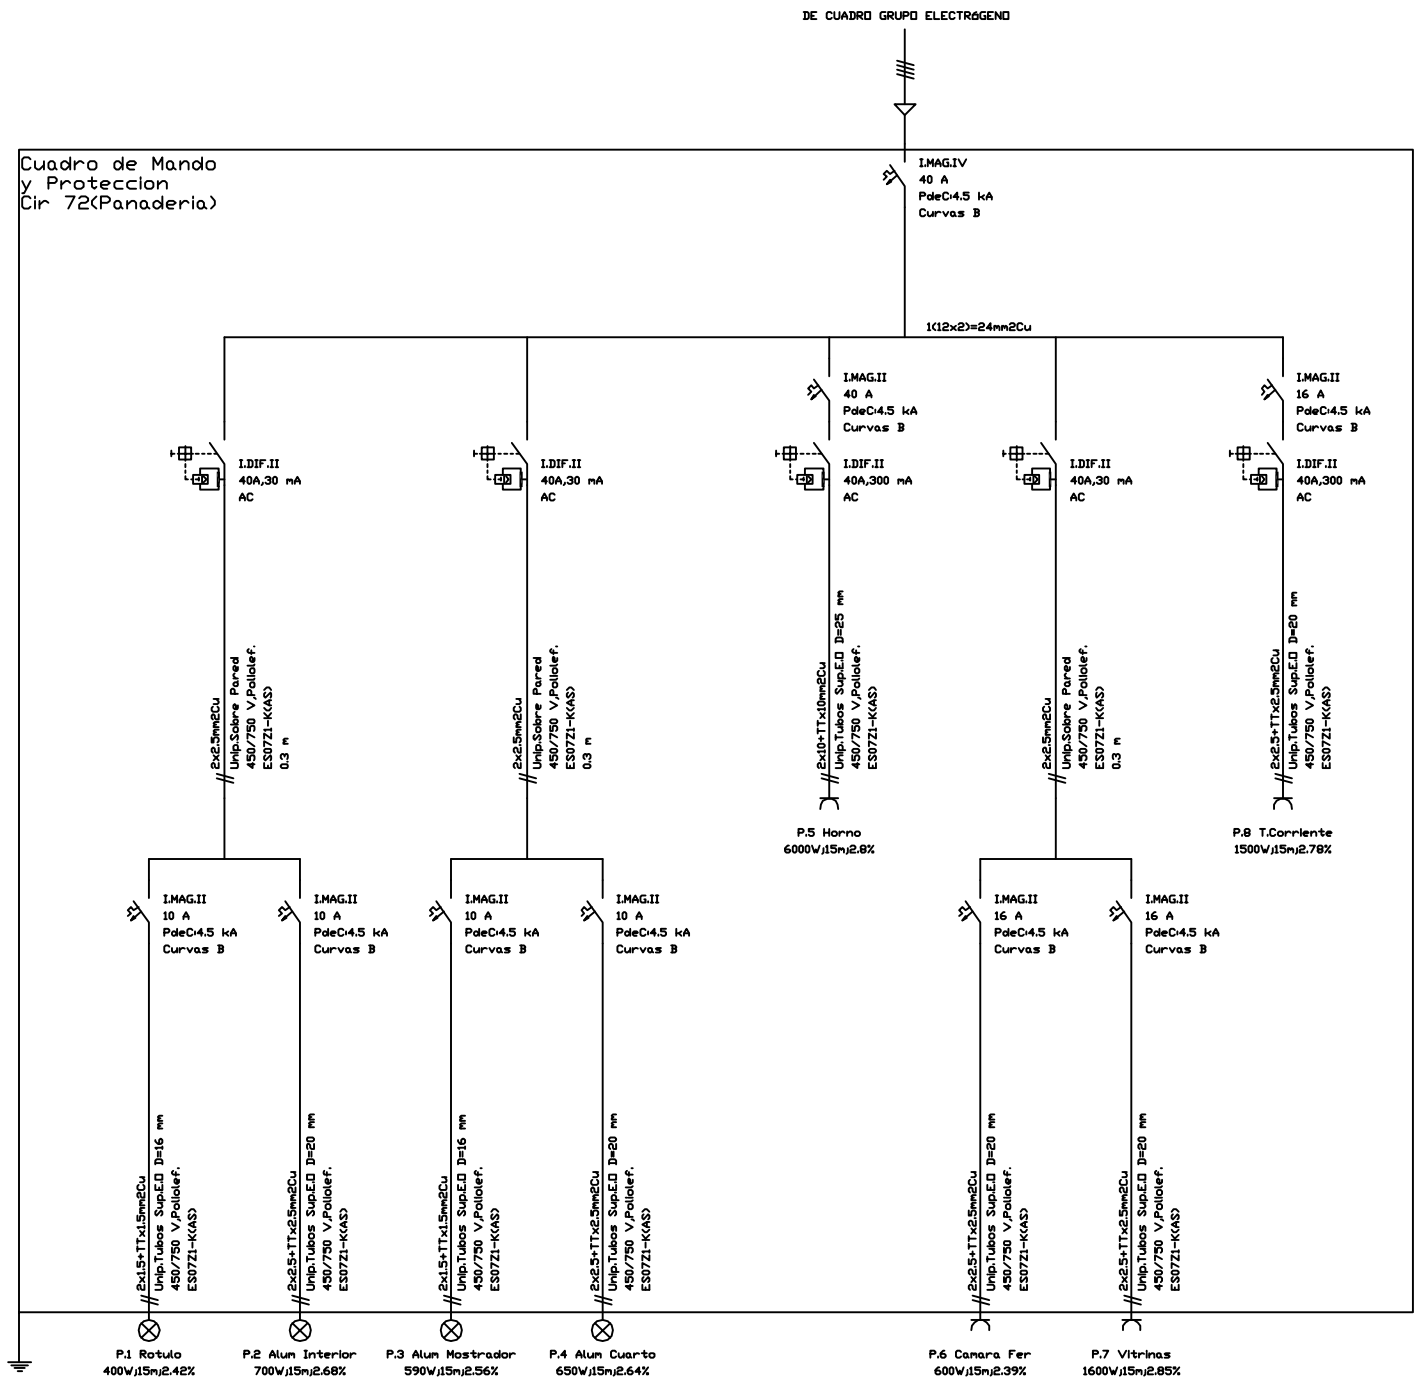 DE CUADRO GRUPO ELECTRóGENO
Cuadro de Mando
y Proteccion
Cir 72(Panaderia)
I.MAG.IV
40 A
PdeC:4.5 kA
Curvas B
1(12x2)=24mm2Cu
I.MAG.II
40 A
PdeC:4.5 kA
Curvas B
I.MAG.II
16 A
PdeC:4.5 kA
Curvas B
I.DIF.II
40A,30 mA
AC
I.DIF.II
40A,30 mA
AC
I.DIF.II
40A,300 mA
AC
I.DIF.II
40A,30 mA
AC
I.DIF.II
40A,300 mA
AC
2x2.5mm2Cu
Unip.Sobre Pared
450/750 V,Poliolef.
ES07Z1-K(AS)
0.3 m
2x2.5mm2Cu
Unip.Sobre Pared
450/750 V,Poliolef.
ES07Z1-K(AS)
0.3 m
2x10+TTx10mm2Cu
Unip.Tubos Sup.E.O D=25 mm
450/750 V,Poliolef.
ES07Z1-K(AS)
2x2.5mm2Cu
Unip.Sobre Pared
450/750 V,Poliolef.
ES07Z1-K(AS)
0.3 m
2x2.5+TTx2.5mm2Cu
Unip.Tubos Sup.E.O D=20 mm
450/750 V,Poliolef.
ES07Z1-K(AS)
P.5 Horno
6000W;15m;2.8%
P.8 T.Corriente
1500W;15m;2.78%
I.MAG.II
10 A
PdeC:4.5 kA
Curvas B
I.MAG.II
10 A
PdeC:4.5 kA
Curvas B
I.MAG.II
10 A
PdeC:4.5 kA
Curvas B
I.MAG.II
10 A
PdeC:4.5 kA
Curvas B
I.MAG.II
16 A
PdeC:4.5 kA
Curvas B
I.MAG.II
16 A
PdeC:4.5 kA
Curvas B
2x1.5+TTx1.5mm2Cu
Unip.Tubos Sup.E.O D=16 mm
450/750 V,Poliolef.
ES07Z1-K(AS)
2x2.5+TTx2.5mm2Cu
Unip.Tubos Sup.E.O D=20 mm
450/750 V,Poliolef.
ES07Z1-K(AS)
2x1.5+TTx1.5mm2Cu
Unip.Tubos Sup.E.O D=16 mm
450/750 V,Poliolef.
ES07Z1-K(AS)
2x2.5+TTx2.5mm2Cu
Unip.Tubos Sup.E.O D=20 mm
450/750 V,Poliolef.
ES07Z1-K(AS)
2x2.5+TTx2.5mm2Cu
Unip.Tubos Sup.E.O D=20 mm
450/750 V,Poliolef.
ES07Z1-K(AS)
2x2.5+TTx2.5mm2Cu
Unip.Tubos Sup.E.O D=20 mm
450/750 V,Poliolef.
ES07Z1-K(AS)
P.1 Rotulo
400W;15m;2.42%
P.2 Alum Interior
700W;15m;2.68%
P.3 Alum Mostrador
590W;15m;2.56%
P.4 Alum Cuarto
650W;15m;2.64%
P.6 Camara Fer
600W;15m;2.39%
P.7 Vitrinas
1600W;15m;2.85%